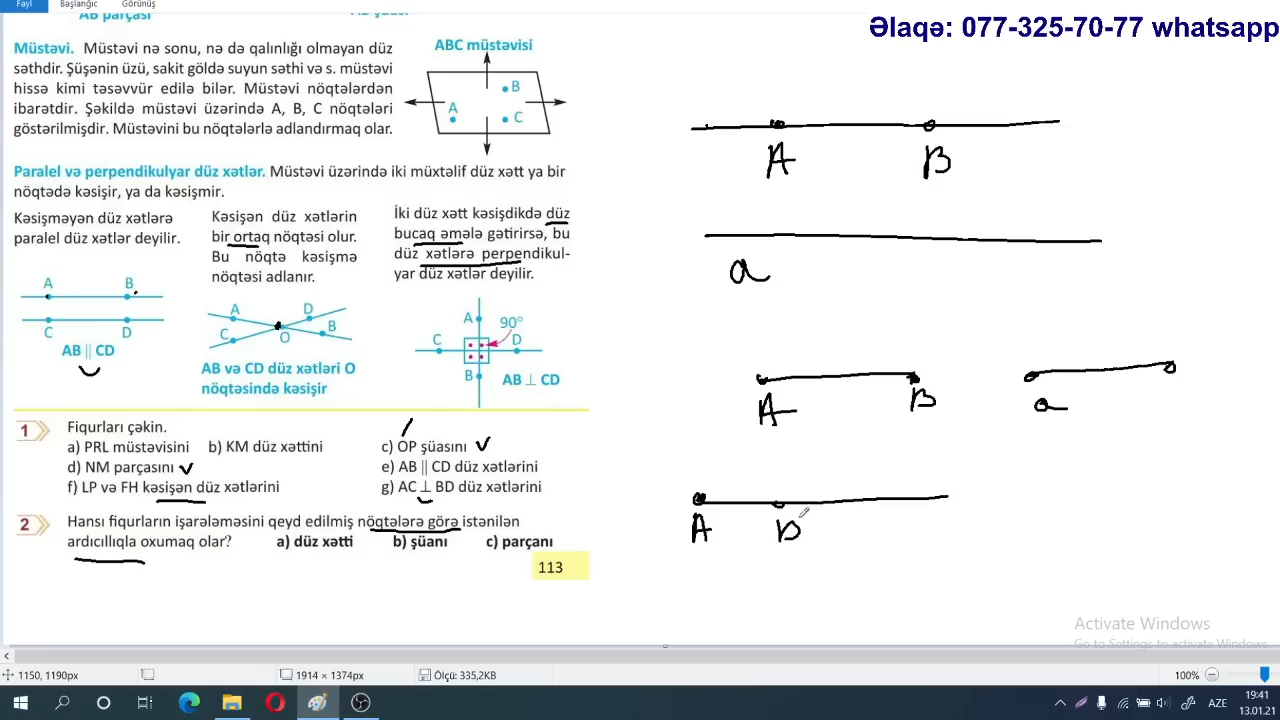 Fayl Başlanğıc Görünüş
Əlaqə: 077-325-70-77 whatsapp
AB parçası
Müstəvi. Müstəvi nə sonu, nə də qalınlığı olmayan düz
səthdir. Şüşənin üzü, sakit göldə suyun səthi və s. müstəvi
hissə kimi təsəvvür edilə bilər. Müstəvi nöqtələrdən
ibarətdir. Şəkildə müstəvi üzərində A, B, C nöqtələri
göstərilmişdir. Müstəvini bu nöqtələrlə adlandırmaq olar.
ABC müstəvisi
B
A
C
Paralel və perpendikulyar düz xətlər. Müstəvi üzərində iki müxtəlif düz xətt ya bir
nöqtədə kəsişir, ya da kəsişmir.
Kəsişməyən düz xətlərə
paralel düz xətlər deyilir.
A B
C D
AB || CD
Kəsişən düz xətlərin
bir ortaq nöqtəsi olur.
Bu nöqtə kəsişmə
nöqtəsi adlanır.
A D
C O B
AB və CD düz xətləri O
nöqtəsində kəsişir
İki düz xətt kəsişdikdə düz
bucaq əmələ gətirirsə, bu
düz xətlərə perpendikul-
yar düz xətlər deyilir.
A 90°
C D
B AB ⊥ CD
1 Fiqurları çəkin.
a) PRL müstəvisini b) KM düz xəttini c) OP şüasını
d) NM parçasını e) AB || CD düz xətlərini
f) LP və FH kəsişən düz xətlərini g) AC ⊥ BD düz xətlərini
2 Hansı fiqurların işarələməsini qeyd edilmiş nöqtələrə görə istənilən
ardıcıllıqla oxumaq olar? a) düz xətti b) şüanı c) parçanı
113
A B
a
A B a
A B
Activate Windows
Go to Settings to activate Windows
1150, 1190px 1914 × 1374px Ölçü: 335,2KB 100%
AZE
19:41
13.01.21